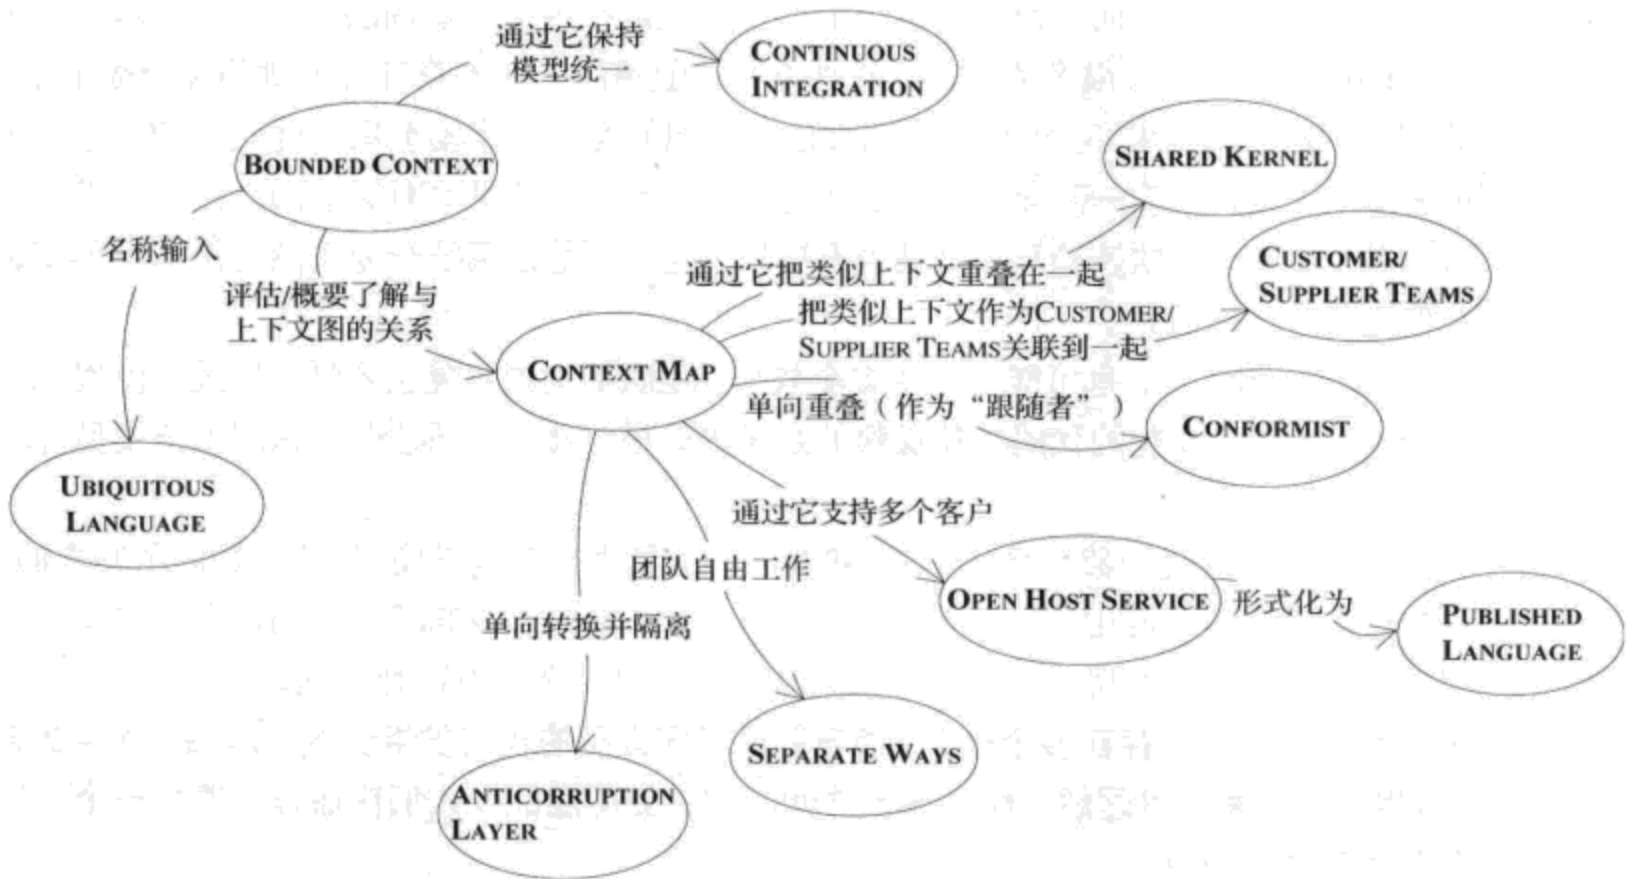 通过它保持
模型统一
CONTINUOUS
INTEGRATION
BOUNDED CONTEXT
SHARED KERNEL
名称输入
评估/概要了解与
上下文图的关系
通过它把类似上下文重叠在一起
CUSTOMER/
SUPPLIER TEAMS
把类似上下文作为CUSTOMER/
SUPPLIER TEAMS关联到一起
CONTEXT MAP
单向重叠（作为“跟随者”）
CONFORMIST
UBIQUITOUS
LANGUAGE
通过它支持多个客户
团队自由工作
OPEN HOST SERVICE
形式化为
PUBLISHED
LANGUAGE
单向转换并隔离
SEPARATE WAYS
ANTICORRUPTION
LAYER